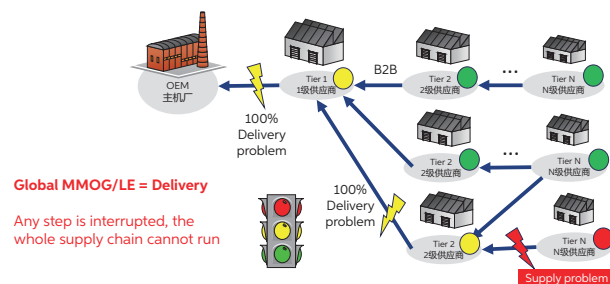 OEM
主机厂
Tier 1
1级供应商
B2B
Tier 2
2级供应商
...
Tier N
N级供应商
100%
Delivery
problem
Tier 2
2级供应商
...
Tier N
N级供应商
Global MMOG/LE = Delivery
Any step is interrupted, the
whole supply chain cannot run
100%
Delivery
problem
Tier 2
2级供应商
Tier N
N级供应商
Supply problem